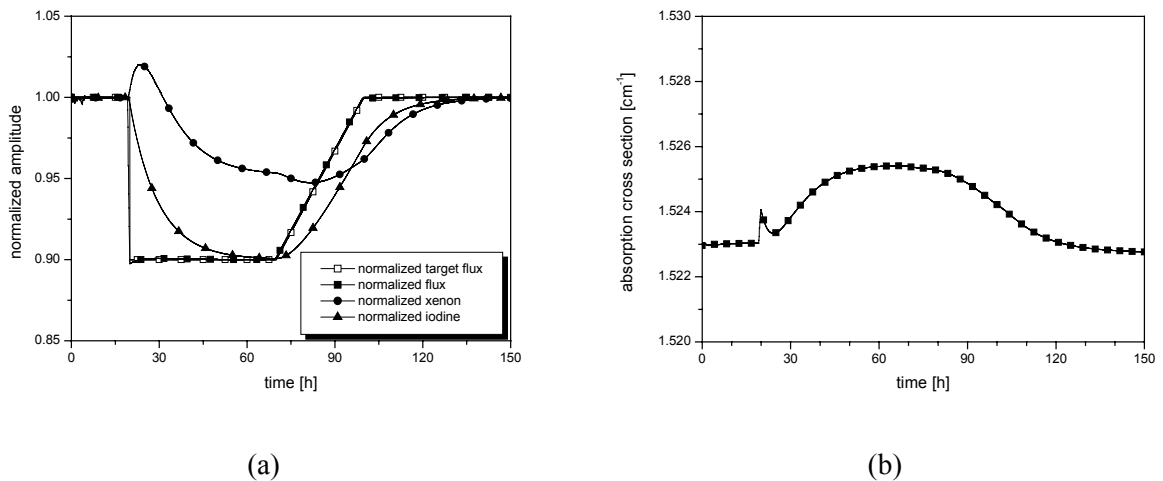 1.05
1.00
0.95
0.90
0.85
normalized amplitude
normalized target flux
normalized flux
normalized xenon
normalized iodine
0 30 60 90 120 150
time [h]
(a)
1.530
1.528
1.526
1.524
1.522
1.520
absorption cross section [cm⁻¹]
0 30 60 90 120 150
time [h]
(b)